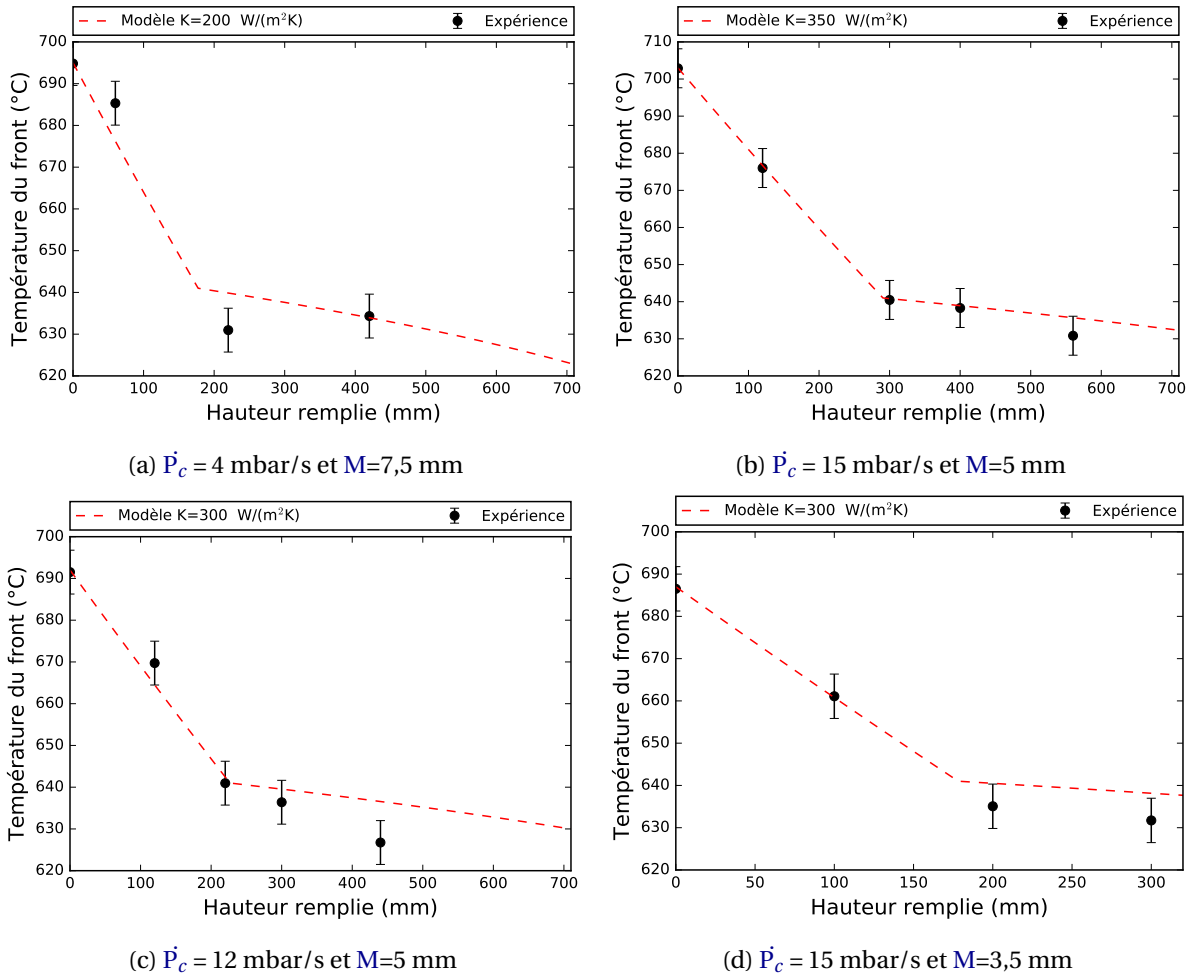 Modèle K=200 W/(m²K) Expérience
700
690
680
670
660
650
640
630
620
0 100 200 300 400 500 600 700
Température du front (°C)
Hauteur remplie (mm)
(a) Ṗc = 4 mbar/s et M=7,5 mm
Modèle K=350 W/(m²K) Expérience
710
700
690
680
670
660
650
640
630
620
0 100 200 300 400 500 600 700
Température du front (°C)
Hauteur remplie (mm)
(b) Ṗc = 15 mbar/s et M=5 mm
Modèle K=300 W/(m²K) Expérience
700
690
680
670
660
650
640
630
620
0 100 200 300 400 500 600 700
Température du front (°C)
Hauteur remplie (mm)
(c) Ṗc = 12 mbar/s et M=5 mm
Modèle K=300 W/(m²K) Expérience
700
690
680
670
660
650
640
630
620
0 50 100 150 200 250 300
Température du front (°C)
Hauteur remplie (mm)
(d) Ṗc = 15 mbar/s et M=3,5 mm